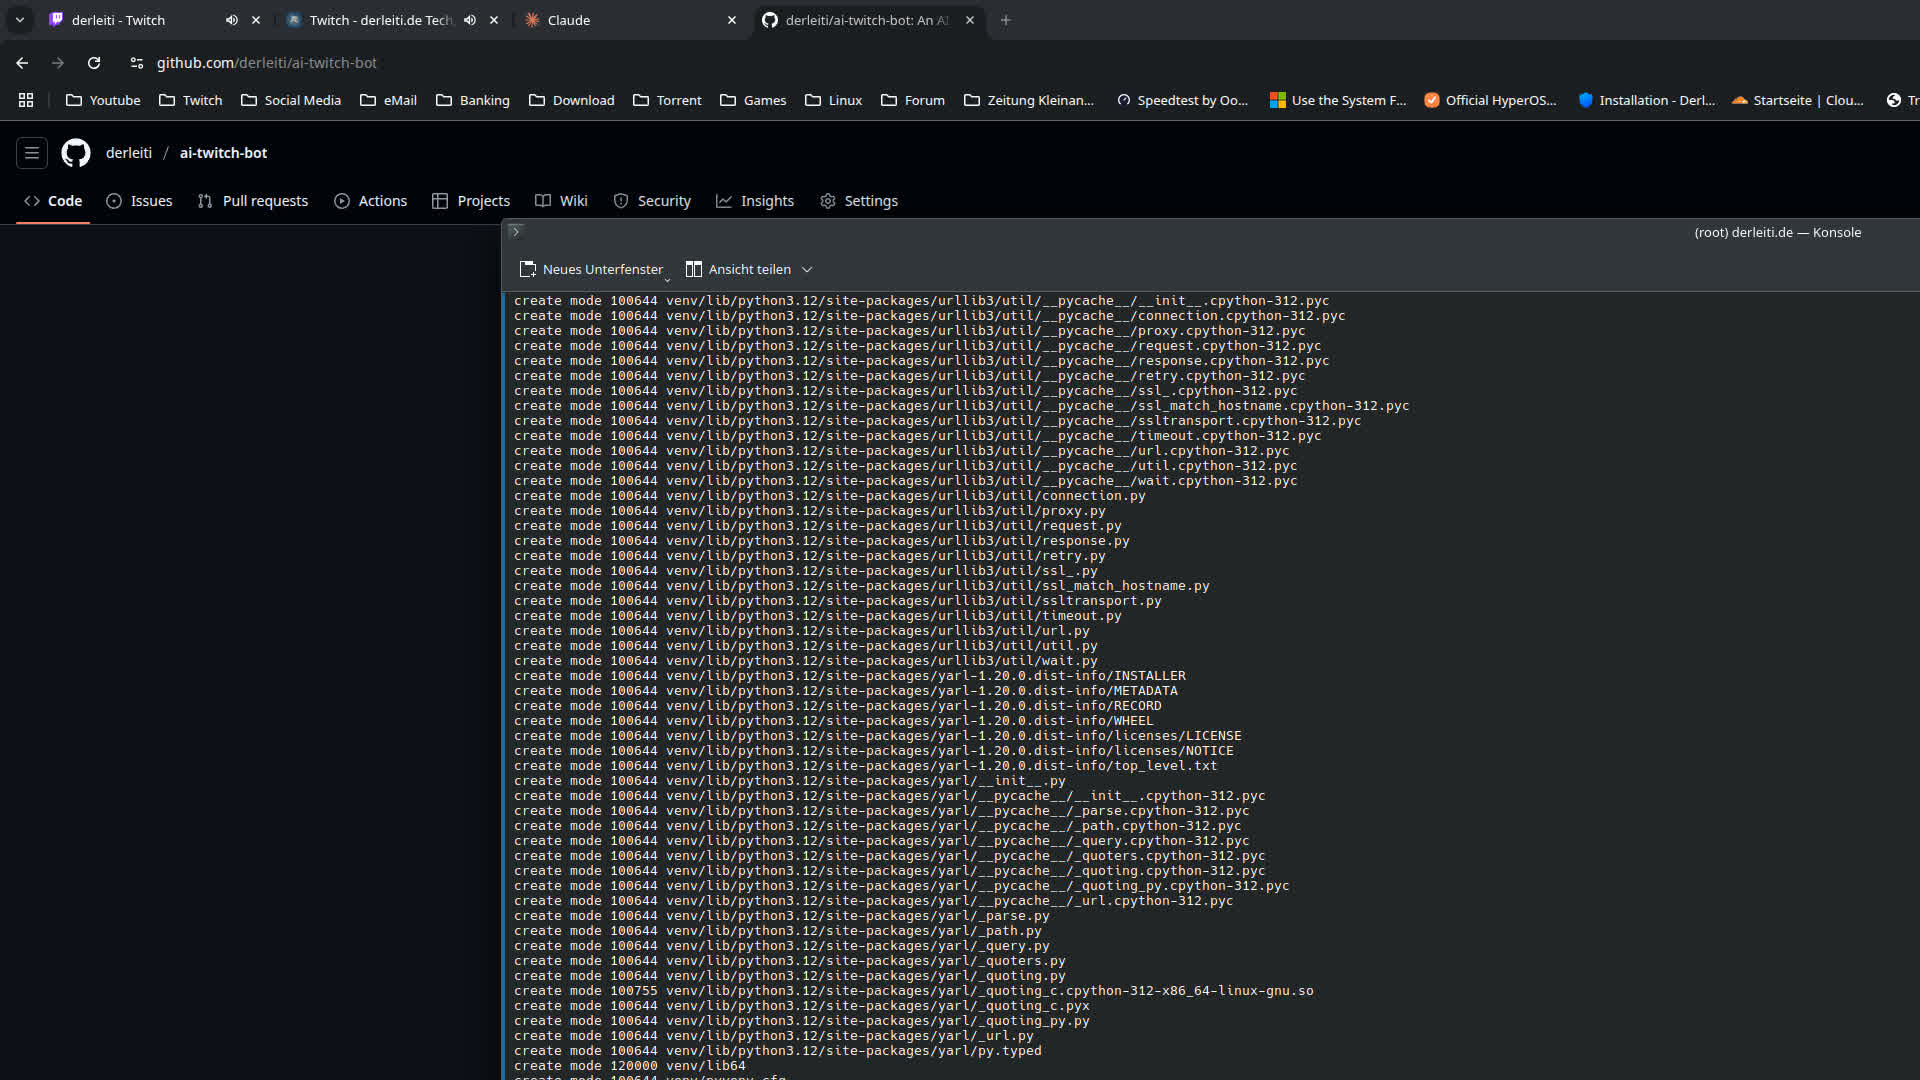 derleiti - Twitch
Twitch - derleiti.de Tech
Claude
derleiti/ai-twitch-bot: An AI
github.com/derleiti/ai-twitch-bot
Youtube
Twitch
Social Media
eMail
Banking
Download
Torrent
Games
Linux
Forum
Zeitung Kleinan...
Speedtest by Oo...
Use the System F...
Official HyperOS...
Installation - Derl...
Startseite | Clou...
Tr
derleiti / ai-twitch-bot
Code
Issues
Pull requests
Actions
Projects
Wiki
Security
Insights
Settings
(root) derleiti.de — Konsole
Neues Unterfenster
Ansicht teilen
create mode 100644 venv/lib/python3.12/site-packages/urllib3/util/__pycache__/__init__.cpython-312.pyc
create mode 100644 venv/lib/python3.12/site-packages/urllib3/util/__pycache__/connection.cpython-312.pyc
create mode 100644 venv/lib/python3.12/site-packages/urllib3/util/__pycache__/proxy.cpython-312.pyc
create mode 100644 venv/lib/python3.12/site-packages/urllib3/util/__pycache__/request.cpython-312.pyc
create mode 100644 venv/lib/python3.12/site-packages/urllib3/util/__pycache__/response.cpython-312.pyc
create mode 100644 venv/lib/python3.12/site-packages/urllib3/util/__pycache__/retry.cpython-312.pyc
create mode 100644 venv/lib/python3.12/site-packages/urllib3/util/__pycache__/ssl_.cpython-312.pyc
create mode 100644 venv/lib/python3.12/site-packages/urllib3/util/__pycache__/ssl_match_hostname.cpython-312.pyc
create mode 100644 venv/lib/python3.12/site-packages/urllib3/util/__pycache__/ssltransport.cpython-312.pyc
create mode 100644 venv/lib/python3.12/site-packages/urllib3/util/__pycache__/timeout.cpython-312.pyc
create mode 100644 venv/lib/python3.12/site-packages/urllib3/util/__pycache__/url.cpython-312.pyc
create mode 100644 venv/lib/python3.12/site-packages/urllib3/util/__pycache__/util.cpython-312.pyc
create mode 100644 venv/lib/python3.12/site-packages/urllib3/util/__pycache__/wait.cpython-312.pyc
create mode 100644 venv/lib/python3.12/site-packages/urllib3/util/connection.py
create mode 100644 venv/lib/python3.12/site-packages/urllib3/util/proxy.py
create mode 100644 venv/lib/python3.12/site-packages/urllib3/util/request.py
create mode 100644 venv/lib/python3.12/site-packages/urllib3/util/response.py
create mode 100644 venv/lib/python3.12/site-packages/urllib3/util/retry.py
create mode 100644 venv/lib/python3.12/site-packages/urllib3/util/ssl_.py
create mode 100644 venv/lib/python3.12/site-packages/urllib3/util/ssl_match_hostname.py
create mode 100644 venv/lib/python3.12/site-packages/urllib3/util/ssltransport.py
create mode 100644 venv/lib/python3.12/site-packages/urllib3/util/timeout.py
create mode 100644 venv/lib/python3.12/site-packages/urllib3/util/url.py
create mode 100644 venv/lib/python3.12/site-packages/urllib3/util/util.py
create mode 100644 venv/lib/python3.12/site-packages/urllib3/util/wait.py
create mode 100644 venv/lib/python3.12/site-packages/yarl-1.20.0.dist-info/INSTALLER
create mode 100644 venv/lib/python3.12/site-packages/yarl-1.20.0.dist-info/METADATA
create mode 100644 venv/lib/python3.12/site-packages/yarl-1.20.0.dist-info/RECORD
create mode 100644 venv/lib/python3.12/site-packages/yarl-1.20.0.dist-info/WHEEL
create mode 100644 venv/lib/python3.12/site-packages/yarl-1.20.0.dist-info/licenses/LICENSE
create mode 100644 venv/lib/python3.12/site-packages/yarl-1.20.0.dist-info/licenses/NOTICE
create mode 100644 venv/lib/python3.12/site-packages/yarl-1.20.0.dist-info/top_level.txt
create mode 100644 venv/lib/python3.12/site-packages/yarl/__init__.py
create mode 100644 venv/lib/python3.12/site-packages/yarl/__pycache__/__init__.cpython-312.pyc
create mode 100644 venv/lib/python3.12/site-packages/yarl/__pycache__/_parse.cpython-312.pyc
create mode 100644 venv/lib/python3.12/site-packages/yarl/__pycache__/_path.cpython-312.pyc
create mode 100644 venv/lib/python3.12/site-packages/yarl/__pycache__/_query.cpython-312.pyc
create mode 100644 venv/lib/python3.12/site-packages/yarl/__pycache__/_quoters.cpython-312.pyc
create mode 100644 venv/lib/python3.12/site-packages/yarl/__pycache__/_quoting.cpython-312.pyc
create mode 100644 venv/lib/python3.12/site-packages/yarl/__pycache__/_quoting_py.cpython-312.pyc
create mode 100644 venv/lib/python3.12/site-packages/yarl/__pycache__/_url.cpython-312.pyc
create mode 100644 venv/lib/python3.12/site-packages/yarl/_parse.py
create mode 100644 venv/lib/python3.12/site-packages/yarl/_path.py
create mode 100644 venv/lib/python3.12/site-packages/yarl/_query.py
create mode 100644 venv/lib/python3.12/site-packages/yarl/_quoters.py
create mode 100644 venv/lib/python3.12/site-packages/yarl/_quoting.py
create mode 100755 venv/lib/python3.12/site-packages/yarl/_quoting_c.cpython-312-x86_64-linux-gnu.so
create mode 100644 venv/lib/python3.12/site-packages/yarl/_quoting_c.pyx
create mode 100644 venv/lib/python3.12/site-packages/yarl/_quoting_py.py
create mode 100644 venv/lib/python3.12/site-packages/yarl/_url.py
create mode 100644 venv/lib/python3.12/site-packages/yarl/py.typed
create mode 120000 venv/lib64
create mode 100644 venv/pyvenv.cfg